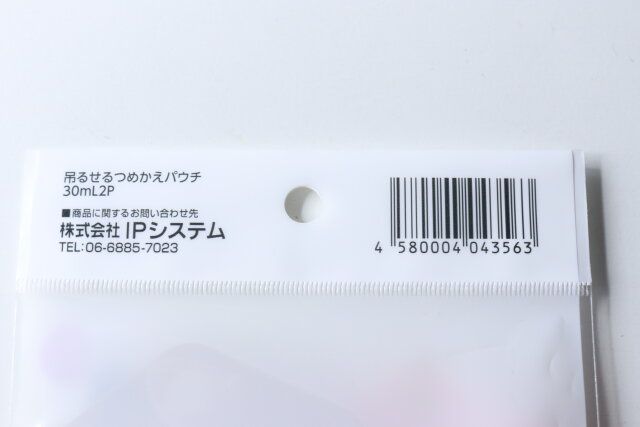 吊るせるつめかえパウチ
30mL2P
■商品に関するお問い合わせ先
株式会社IPシステム
TEL:06-6885-7023
4 580004 043563